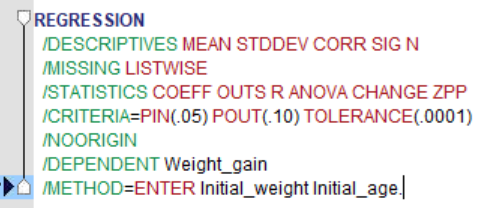 REGRESSION
/DESCRIPTIVES MEAN STDDEV CORR SIG N
/MISSING LISTWISE
/STATISTICS COEFF OUTS R ANOVA CHANGE ZPP
/CRITERIA=PIN(.05) POUT(.10) TOLERANCE(.0001)
/NOORIGIN
/DEPENDENT Weight_gain
/METHOD=ENTER Initial_weight Initial_age.